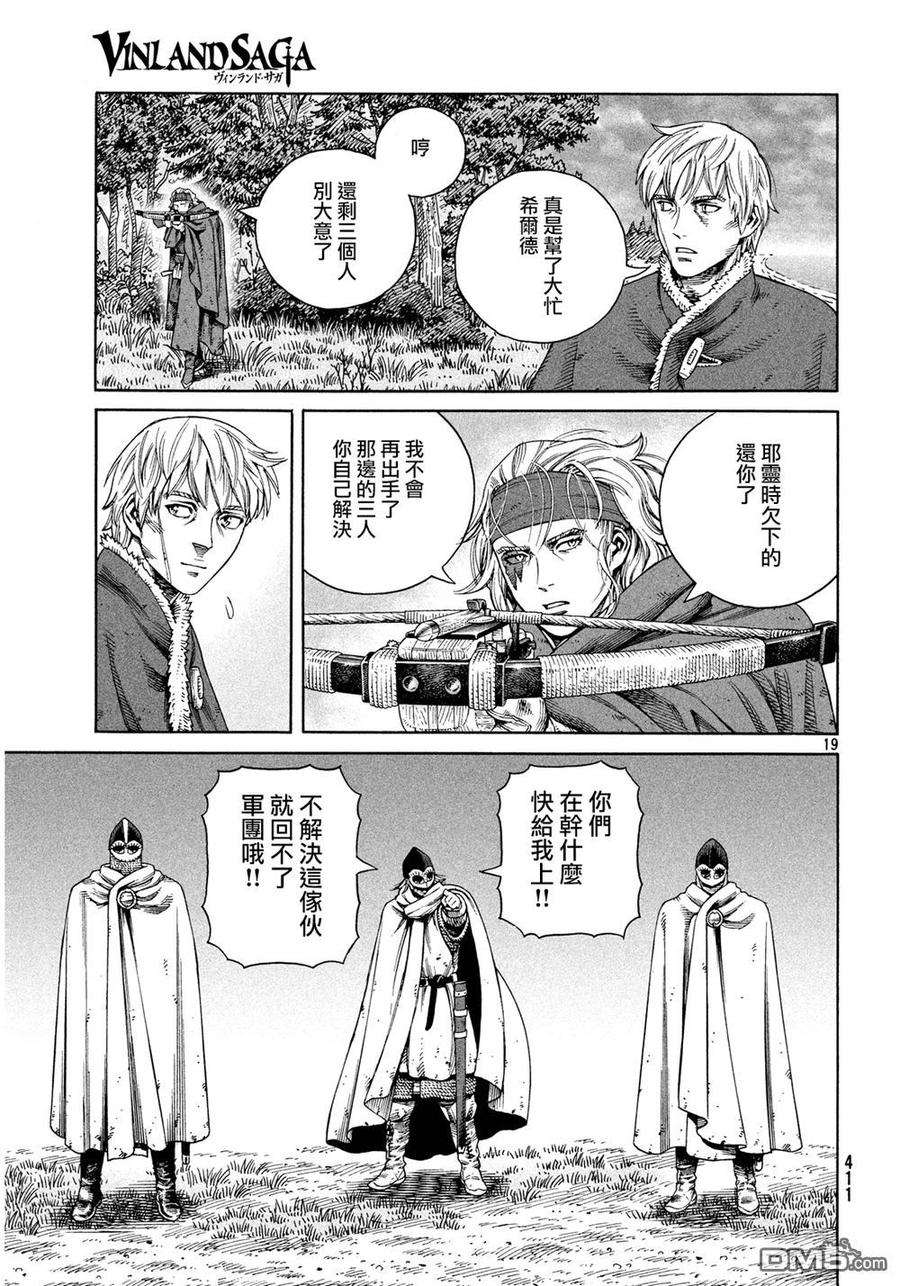 VINLAND SAGA
ヴィンランド・サガ
真是幫了大忙
希爾德
哼
還剩三個人
別大意了
耶靈時欠下的
還你了
我不會
再出手了
那邊的三人
你自己解決
19
你們
在幹什麼
快給我上!!
不解決這傢伙
就回不了
軍團哦!!
411
DM5.com